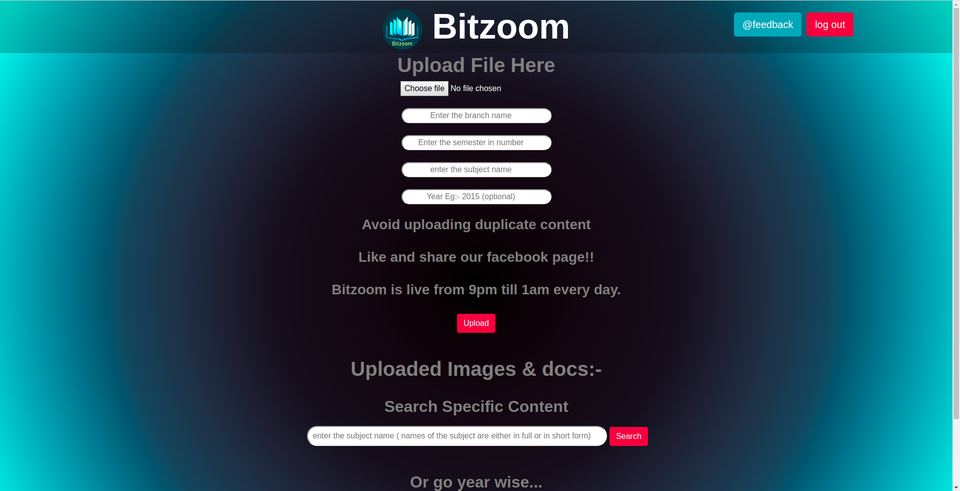 Bitzoom
Bitzoom
@feedback
log out
Upload File Here
Choose file No file chosen
Enter the branch name
Enter the semester in number
enter the subject name
Year Eg:- 2015 (optional)
Avoid uploading duplicate content
Like and share our facebook page!!
Bitzoom is live from 9pm till 1am every day.
Upload
Uploaded Images & docs:-
Search Specific Content
enter the subject name ( names of the subject are either in full or in short form)
Search
Or go year wise...